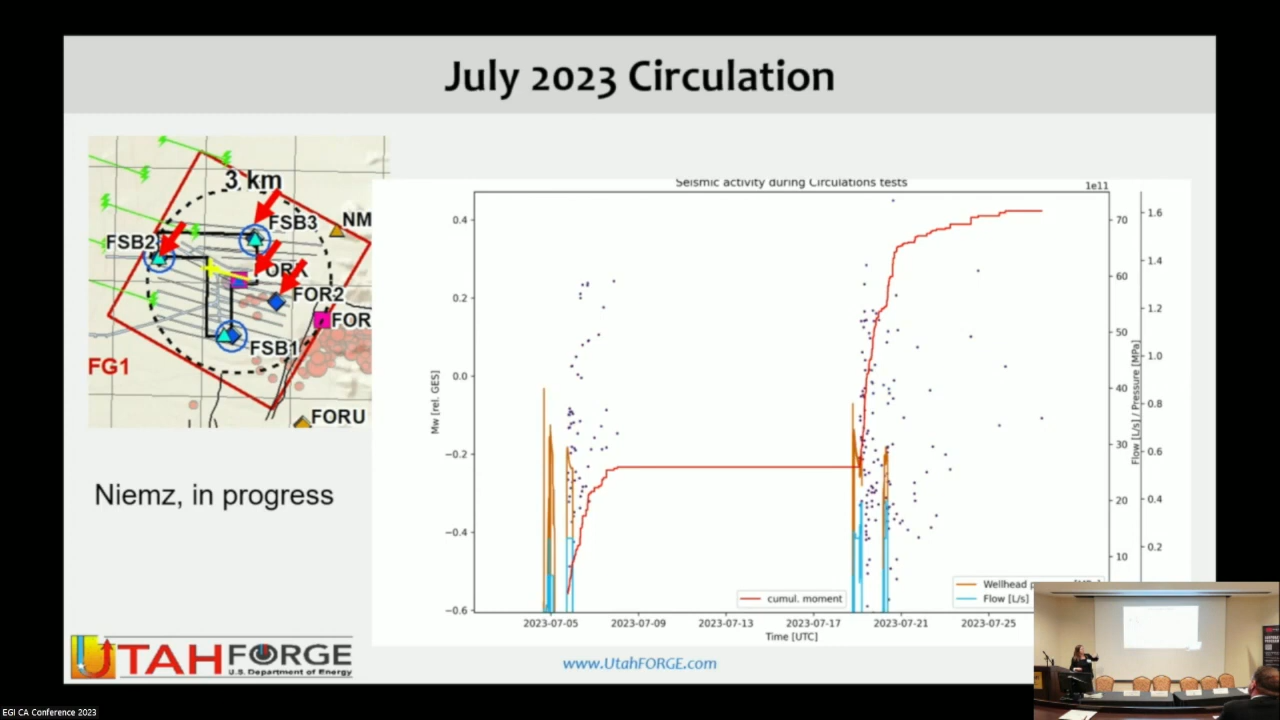 July 2023 Circulation
3 km
FSB3
NM
FSB2
FORK
FOR2
FOR
FSB1
FG1
FORU
Niemz, in progress
Seismic activity during Circulations tests
1e11
Mw [rel. GES]
0.4
0.2
0.0
−0.2
−0.4
−0.6
70
60
50
40
30
20
10
Flow [L/s] / Pressure [MPa]
1.6
1.4
1.2
1.0
0.8
0.6
0.4
0.2
cumul. moment
Wellhead
Flow [L/s]
2023-07-05 2023-07-09 2023-07-13 2023-07-17 2023-07-21 2023-07-25
Time [UTC]
UTAH FORGE
U.S. Department of Energy
www.UtahFORGE.com
EGI CA Conference 2023